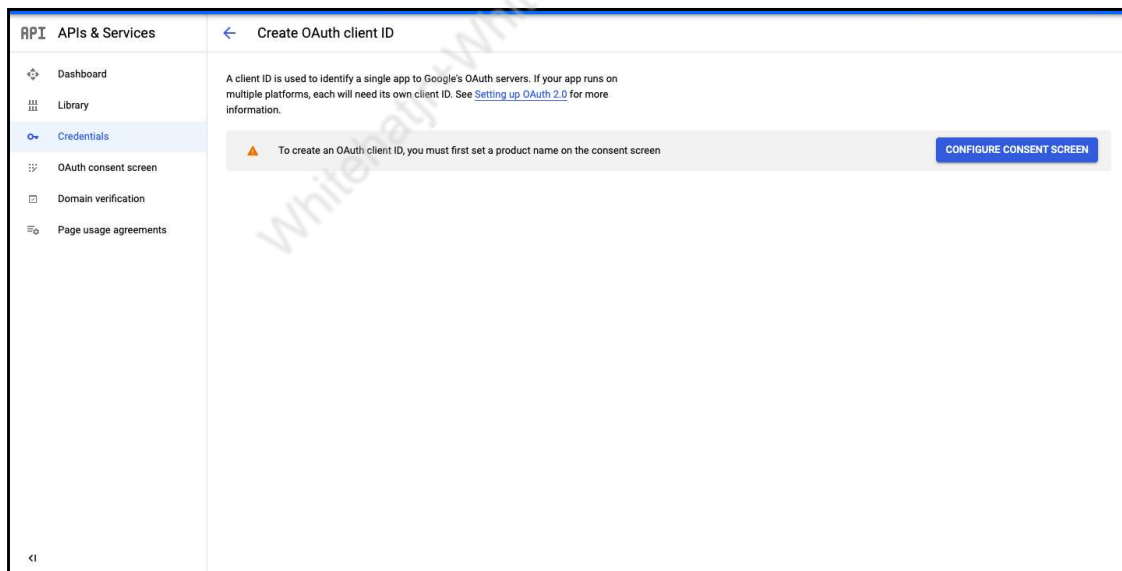 API APIs & Services
Create OAuth client ID
Dashboard
Library
Credentials
OAuth consent screen
Domain verification
Page usage agreements
A client ID is used to identify a single app to Google's OAuth servers. If your app runs on
multiple platforms, each will need its own client ID. See Setting up OAuth 2.0 for more
information.
To create an OAuth client ID, you must first set a product name on the consent screen
CONFIGURE CONSENT SCREEN